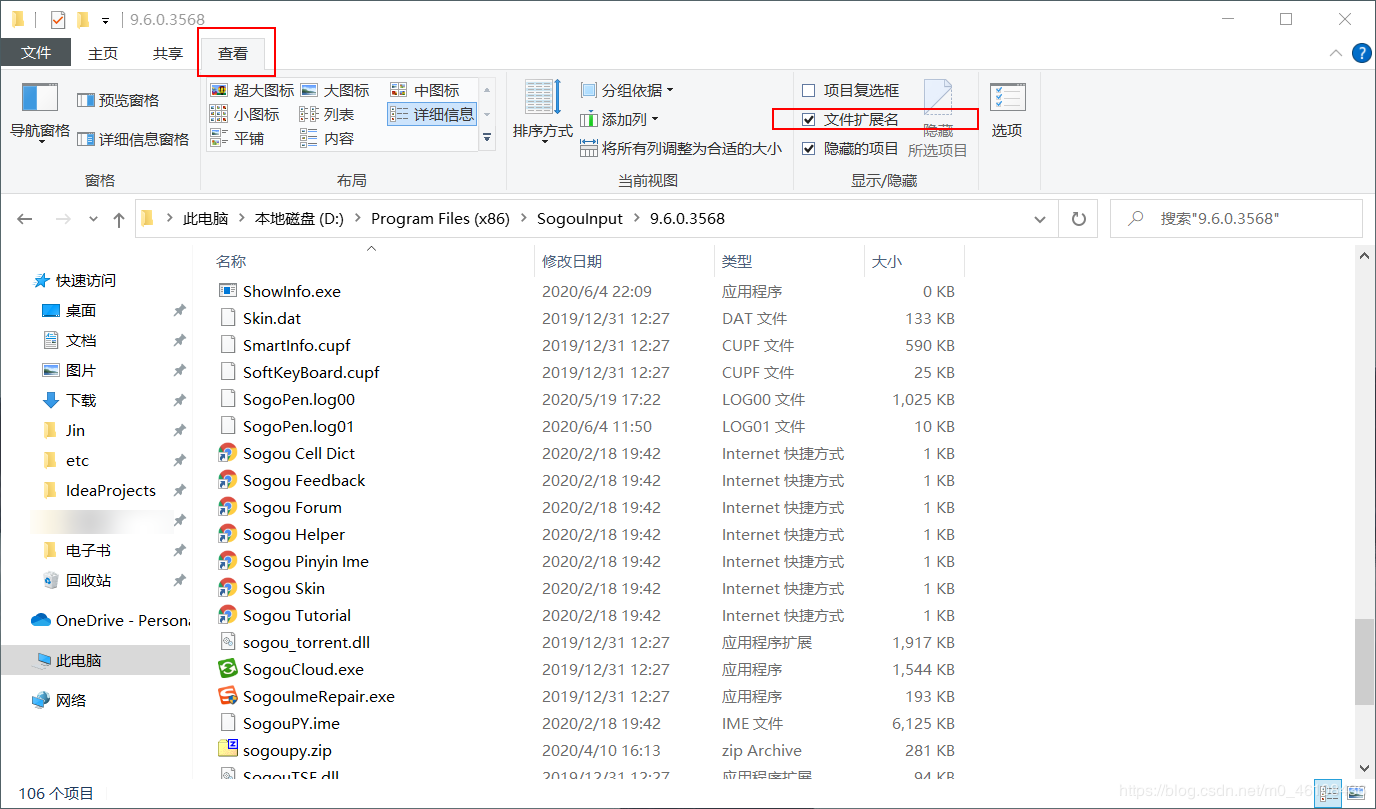 9.6.0.3568
文件 主页 共享 查看
导航窗格 预览窗格 详细信息窗格 窗格
超大图标 大图标 中图标
小图标 列表 详细信息
平铺 内容
布局
排序方式 分组依据 添加列 将所有列调整为合适的大小 当前视图
项目复选框
文件扩展名
隐藏的项目
隐藏
所选项目
显示/隐藏
选项
此电脑 本地磁盘 (D:) Program Files (x86) SogouInput 9.6.0.3568
搜索"9.6.0.3568"
快速访问
桌面
文档
图片
下载
Jin
etc
IdeaProjects
电子书
回收站
OneDrive - Persona
此电脑
网络
名称 修改日期 类型 大小
ShowInfo.exe 2020/6/4 22:09 应用程序 0 KB
Skin.dat 2019/12/31 12:27 DAT 文件 133 KB
SmartInfo.cupf 2019/12/31 12:27 CUPF 文件 590 KB
SoftKeyBoard.cupf 2019/12/31 12:27 CUPF 文件 25 KB
SogoPen.log00 2020/5/19 17:22 LOG00 文件 1,025 KB
SogoPen.log01 2020/6/4 11:50 LOG01 文件 10 KB
Sogou Cell Dict 2020/2/18 19:42 Internet 快捷方式 1 KB
Sogou Feedback 2020/2/18 19:42 Internet 快捷方式 1 KB
Sogou Forum 2020/2/18 19:42 Internet 快捷方式 1 KB
Sogou Helper 2020/2/18 19:42 Internet 快捷方式 1 KB
Sogou Pinyin Ime 2020/2/18 19:42 Internet 快捷方式 1 KB
Sogou Skin 2020/2/18 19:42 Internet 快捷方式 1 KB
Sogou Tutorial 2020/2/18 19:42 Internet 快捷方式 1 KB
sogou_torrent.dll 2019/12/31 12:27 应用程序扩展 1,917 KB
SogouCloud.exe 2019/12/31 12:27 应用程序 1,544 KB
SogouImeRepair.exe 2019/12/31 12:27 应用程序 193 KB
SogouPY.ime 2020/2/18 19:42 IME 文件 6,125 KB
sogoupy.zip 2020/4/10 16:13 zip Archive 281 KB
SogouTSF.dll 2019/12/31 12:27 应用程序扩展 94 KB
106 个项目